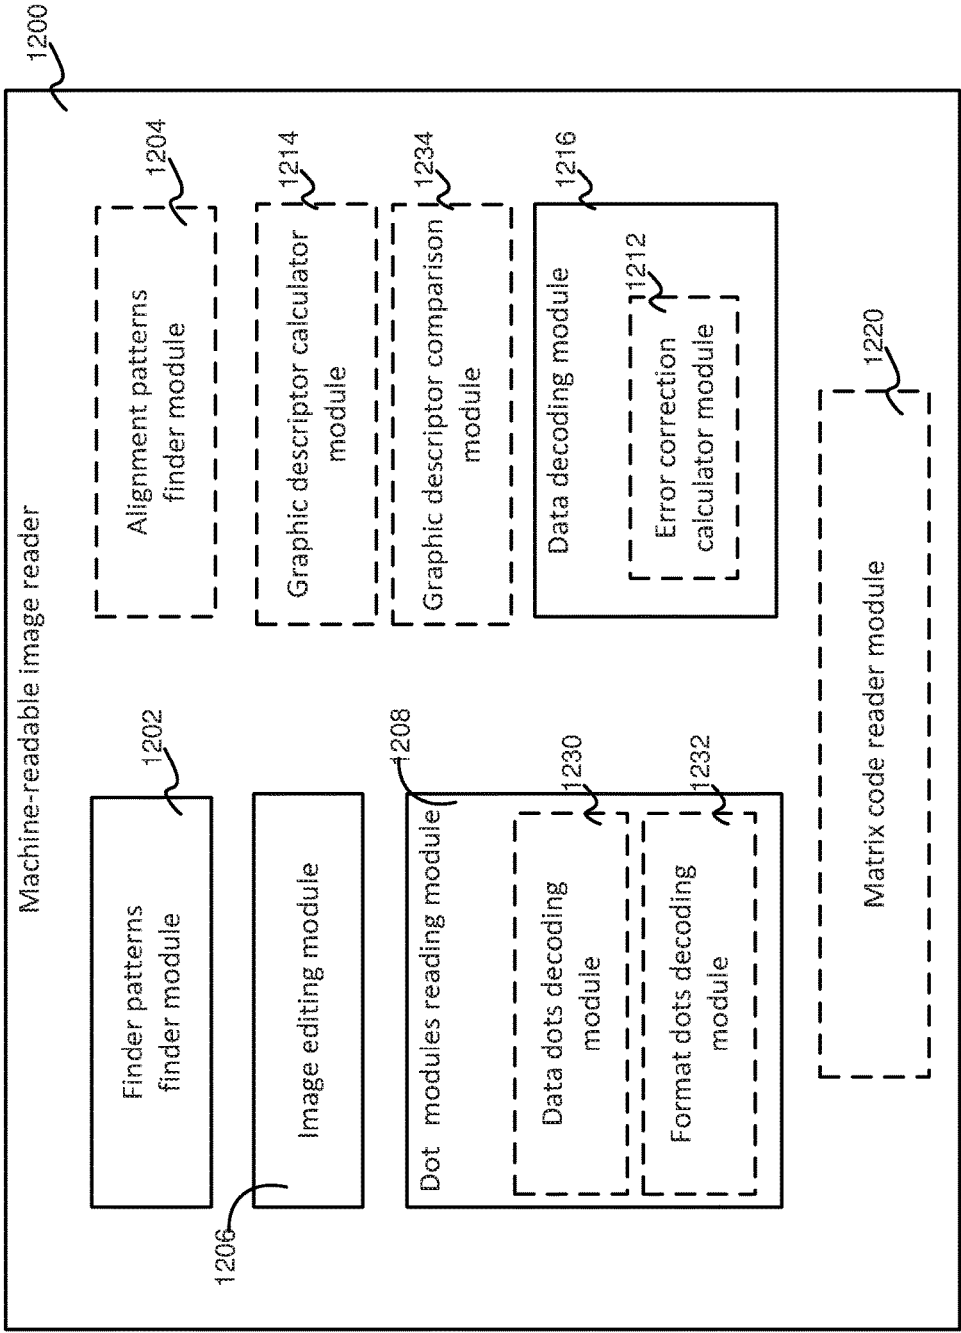 Machine-readable image reader
1200
Finder patterns
finder module
1202
Alignment patterns
finder module
1204
Image editing module
1206
Graphic descriptor calculator
module
1214
Graphic descriptor comparison
module
1234
Dot modules reading module
1208
Data dots decoding
module
1230
Format dots decoding
module
1232
Data decoding module
1216
Error correction
calculator module
1212
Matrix code reader module
1220